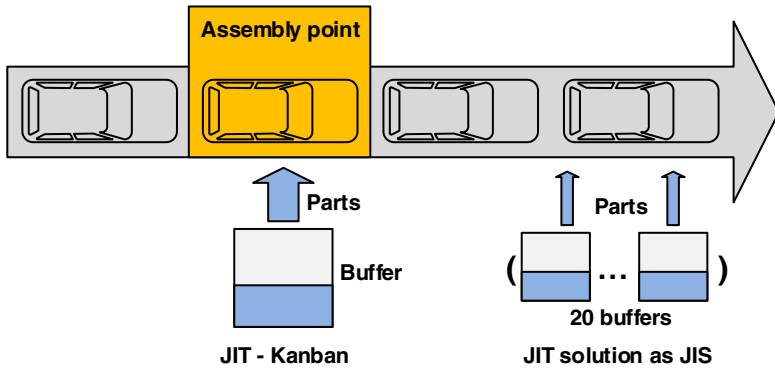 Assembly point
Parts
Buffer
JIT - Kanban
Parts
( ... )
20 buffers
JIT solution as JIS